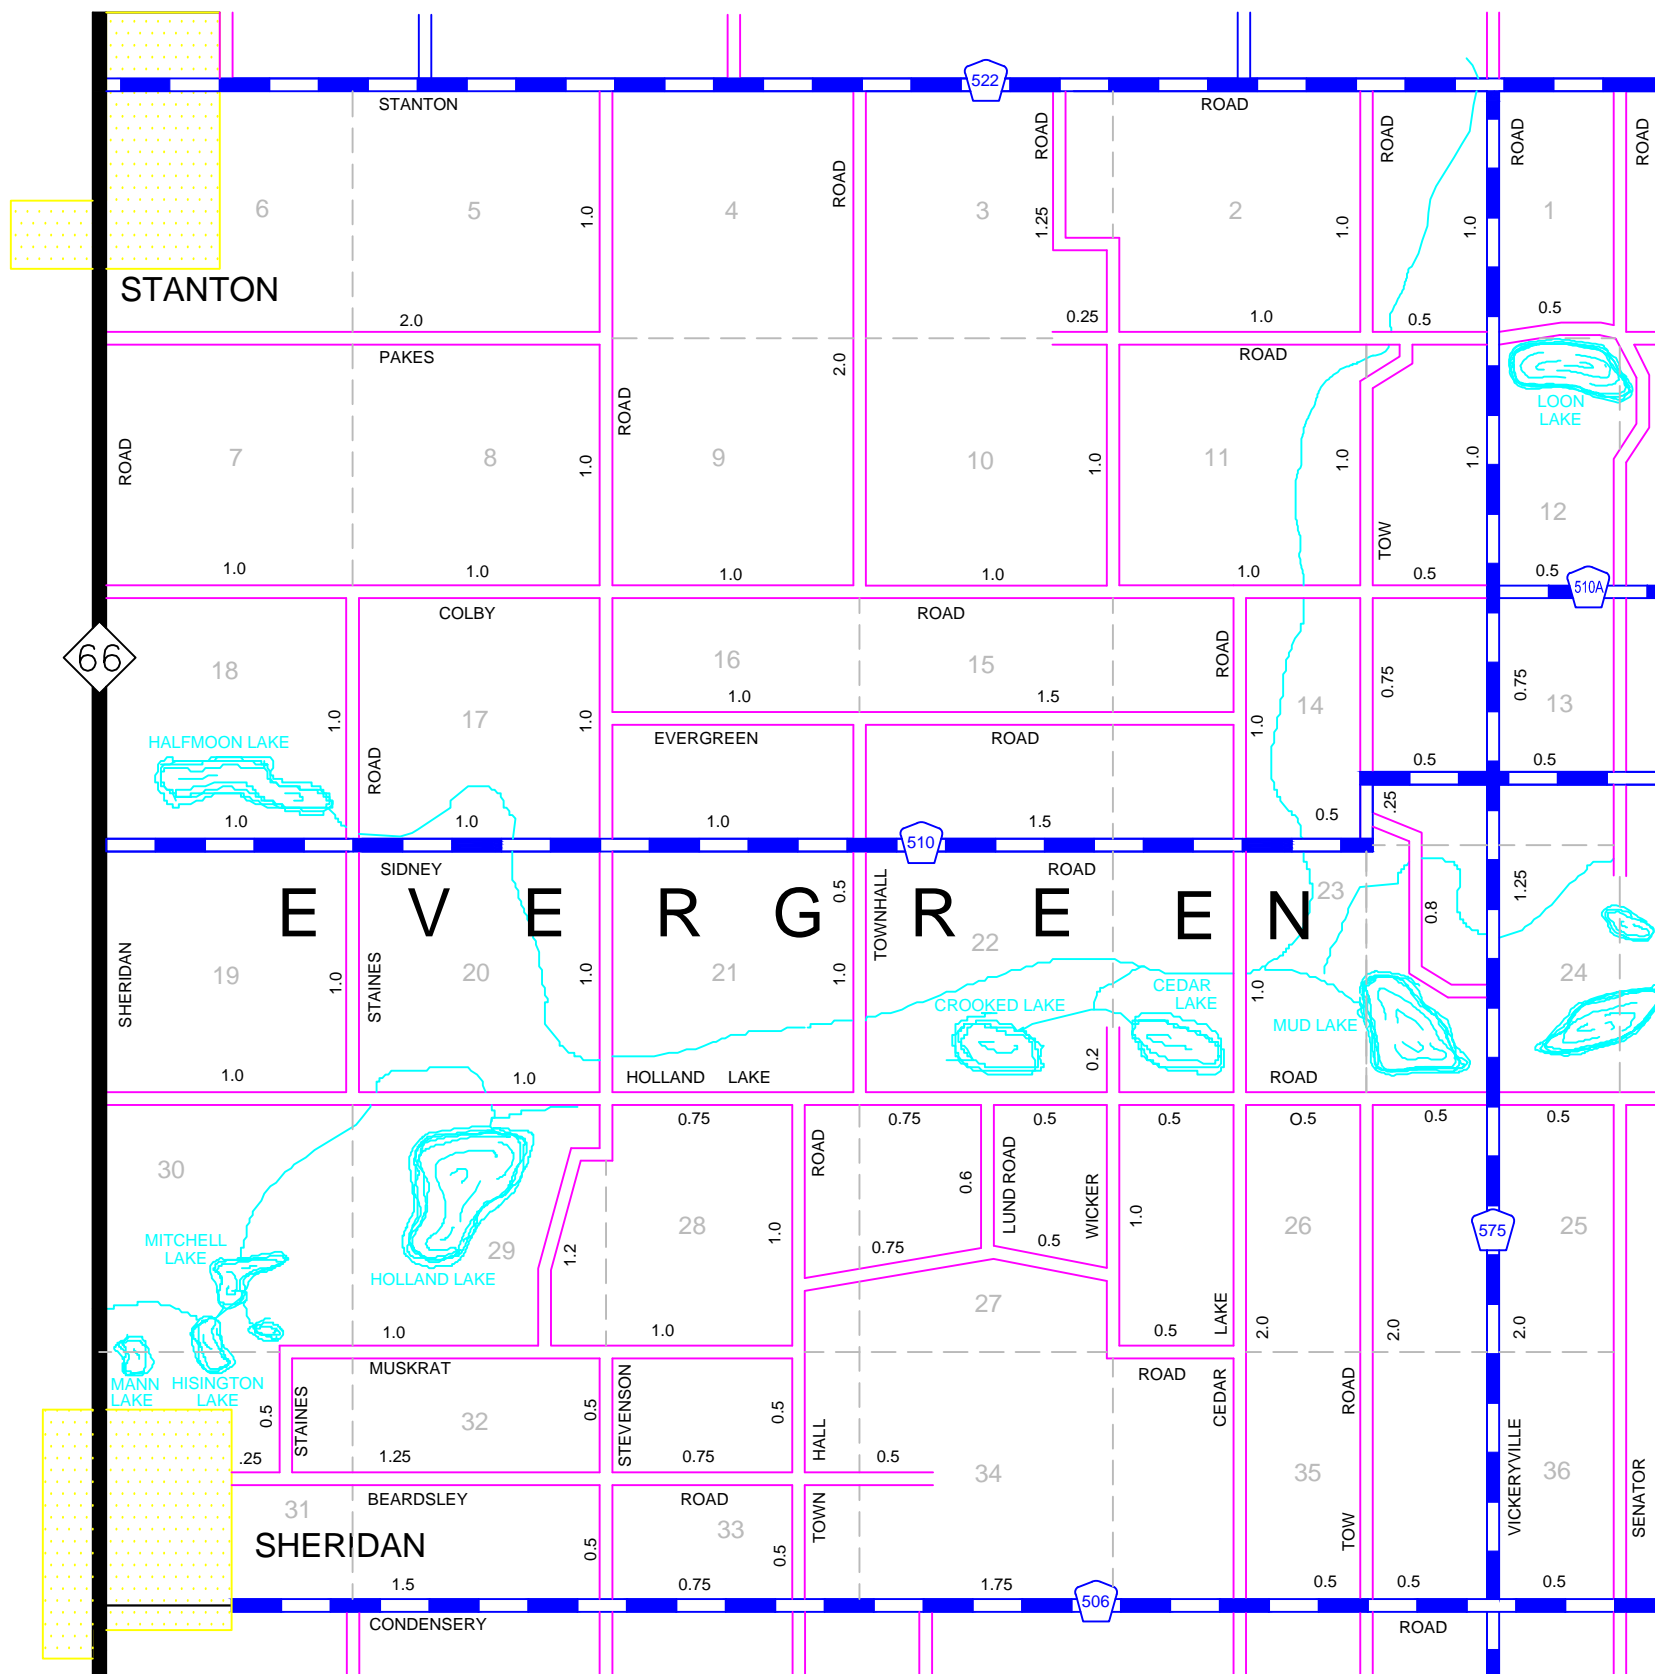 522
STANTON ROAD
ROAD ROAD ROAD ROAD ROAD
6 5 1.0 4 3 1.25 2 1.0 1.0 1
STANTON
2.0 0.25 1.0 0.5 0.5
PAKES 2.0 ROAD
LOON
LAKE
ROAD ROAD
7 8 1.0 9 10 1.0 11 1.0 1.0
12
TOW
1.0 1.0 1.0 1.0 1.0 0.5 0.5
510A
COLBY ROAD
66
18 16 15 ROAD 0.75 0.75
1.0 1.5
17 1.0 1.0 1.0 14 13
HALFMOON LAKE ROAD EVERGREEN ROAD
0.5 0.5
1.0 1.0 1.0 1.5 0.5 .25
510
SIDNEY ROAD
EVERGREEN
0.5 TOWNHALL 23 0.8 1.25
22
SHERIDAN 19 1.0 STAINES 20 1.0 21 1.0 1.0 24
CROOKED LAKE
CEDAR
LAKE
MUD LAKE
0.2
1.0 1.0 HOLLAND LAKE ROAD
0.75 0.75 0.5 0.5 O.5 0.5 0.5
30 ROAD 0.6 LUND ROAD WICKER 1.0
28 1.0 26 575 25
MITCHELL
LAKE
29 1.2 0.75 0.5
HOLLAND LAKE
27
1.0 1.0 0.5 LAKE 2.0 2.0 2.0
MUSKRAT ROAD
MANN
LAKE
HISINGTON
LAKE
0.5 STAINES 32 0.5 STEVENSON 0.5 CEDAR ROAD
.25 1.25 0.75 HALL 0.5 34 35 36
BEARDSLEY ROAD
31 33 TOWN TOW VICKERYVILLE SENATOR
SHERIDAN 0.5 0.5
1.5 0.75 1.75 0.5 0.5 0.5
506
CONDENSERY ROAD